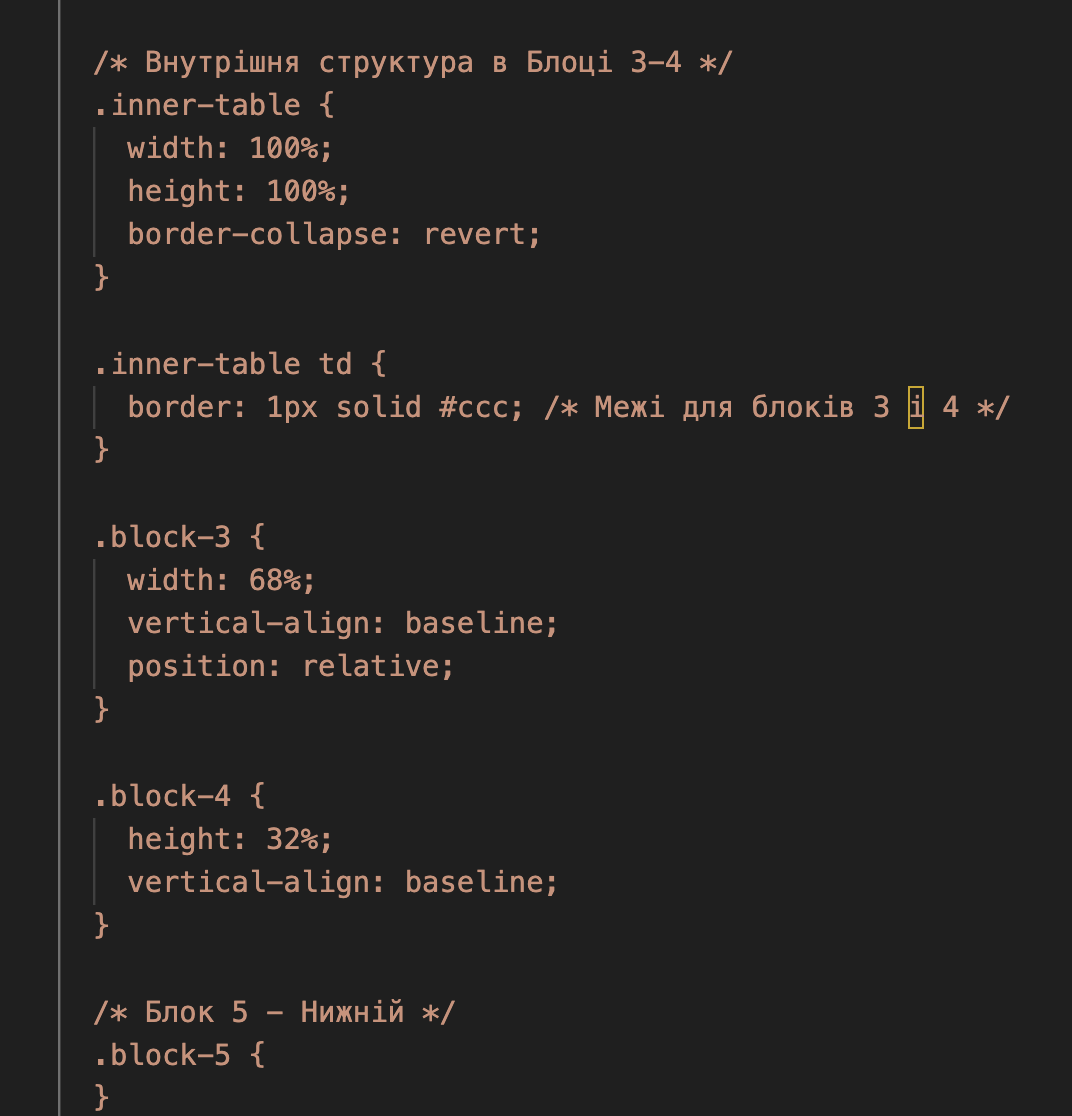 /* Внутрішня структура в Блоці 3-4 */
.inner-table {
width: 100%;
height: 100%;
border-collapse: revert;
}
.inner-table td {
border: 1px solid #ccc; /* Межі для блоків 3 і 4 */
}
.block-3 {
width: 68%;
vertical-align: baseline;
position: relative;
}
.block-4 {
height: 32%;
vertical-align: baseline;
}
/* Блок 5 - Нижній */
.block-5 {
}